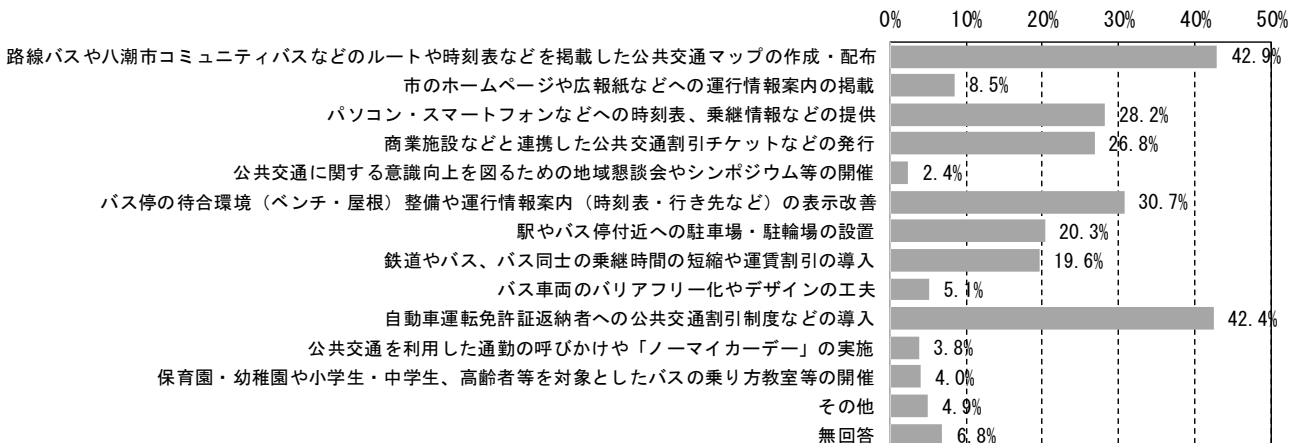 0% 10% 20% 30% 40% 50%
路線バスや八潮市コミュニティバスなどのルートや時刻表などを掲載した公共交通マップの作成・配布 42.9%
市のホームページや広報紙などへの運行情報案内の掲載 8.5%
パソコン・スマートフォンなどへの時刻表、乗継情報などの提供 28.2%
商業施設などと連携した公共交通割引チケットなどの発行 26.8%
公共交通に関する意識向上を図るための地域懇談会やシンポジウム等の開催 2.4%
バス停の待合環境（ベンチ・屋根）整備や運行情報案内（時刻表・行き先など）の表示改善 30.7%
駅やバス停付近への駐車場・駐輪場の設置 20.3%
鉄道やバス、バス同士の乗継時間の短縮や運賃割引の導入 19.6%
バス車両のバリアフリー化やデザインの工夫 5.1%
自動車運転免許証返納者への公共交通割引制度などの導入 42.4%
公共交通を利用した通勤の呼びかけや「ノーマイカーデー」の実施 3.8%
保育園・幼稚園や小学生・中学生、高齢者等を対象としたバスの乗り方教室等の開催 4.0%
その他 4.9%
無回答 6.8%